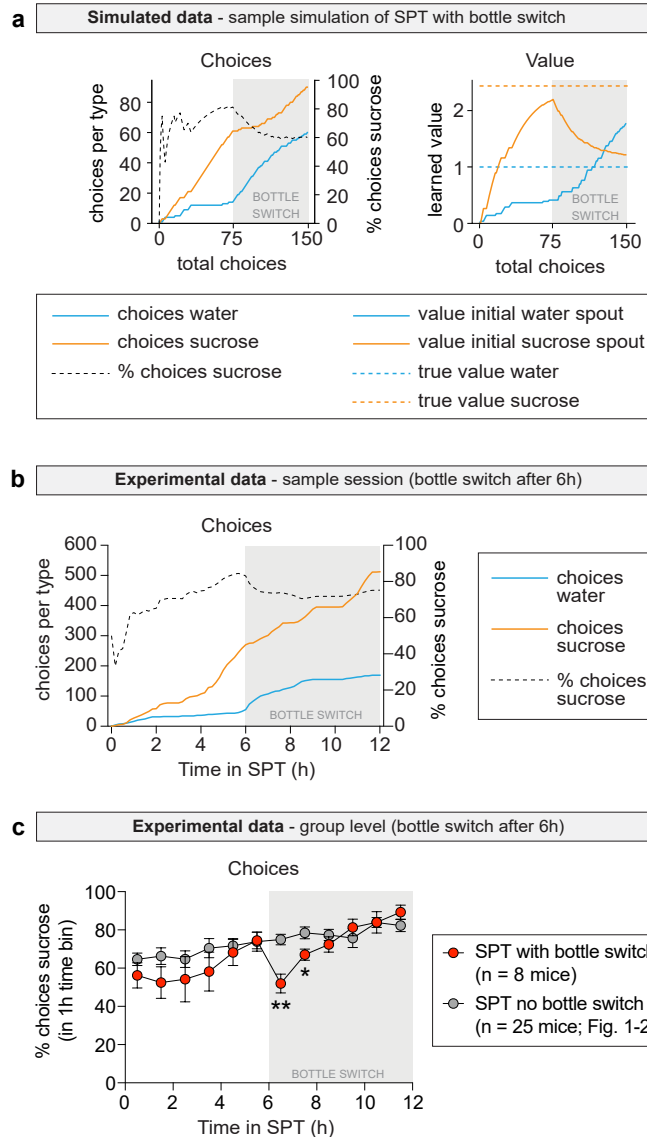 a
Simulated data - sample simulation of SPT with bottle switch
Choices
Value
choices per type
80
60
40
20
0
100
80
60
40
20
0
% choices sucrose
BOTTLE
SWITCH
0
75
150
total choices
learned value
2
1
0
BOTTLE
SWITCH
0
75
150
total choices
choices water
choices sucrose
% choices sucrose
value initial water spout
value initial sucrose spout
true value water
true value sucrose
b
Experimental data - sample session (bottle switch after 6h)
Choices
choices per type
600
500
400
300
200
100
0
100
80
60
40
20
0
% choices sucrose
BOTTLE SWITCH
0
2
4
6
8
10
12
Time in SPT (h)
choices
water
choices
sucrose
% choices
sucrose
c
Experimental data - group level (bottle switch after 6h)
Choices
% choices sucrose
(in 1h time bin)
100
80
60
40
20
0
**
*
BOTTLE SWITCH
0
2
4
6
8
10
12
Time in SPT (h)
SPT with bottle switch
(n = 8 mice)
SPT no bottle switch
(n = 25 mice; Fig. 1-2